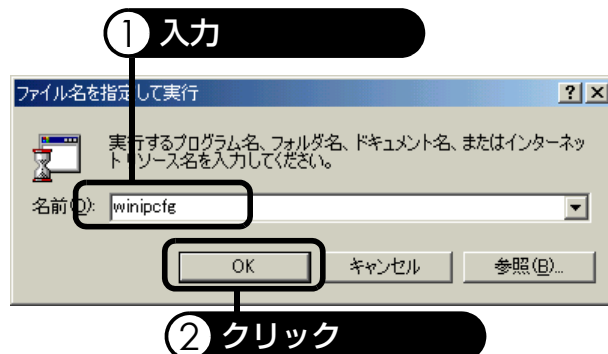 ① 入力
ファイル名を指定して実行
実行するプログラム名、フォルダ名、ドキュメント名、またはインターネットリソース名を入力してください。
名前(O): winipcfg
OK キャンセル 参照(B)...
② クリック